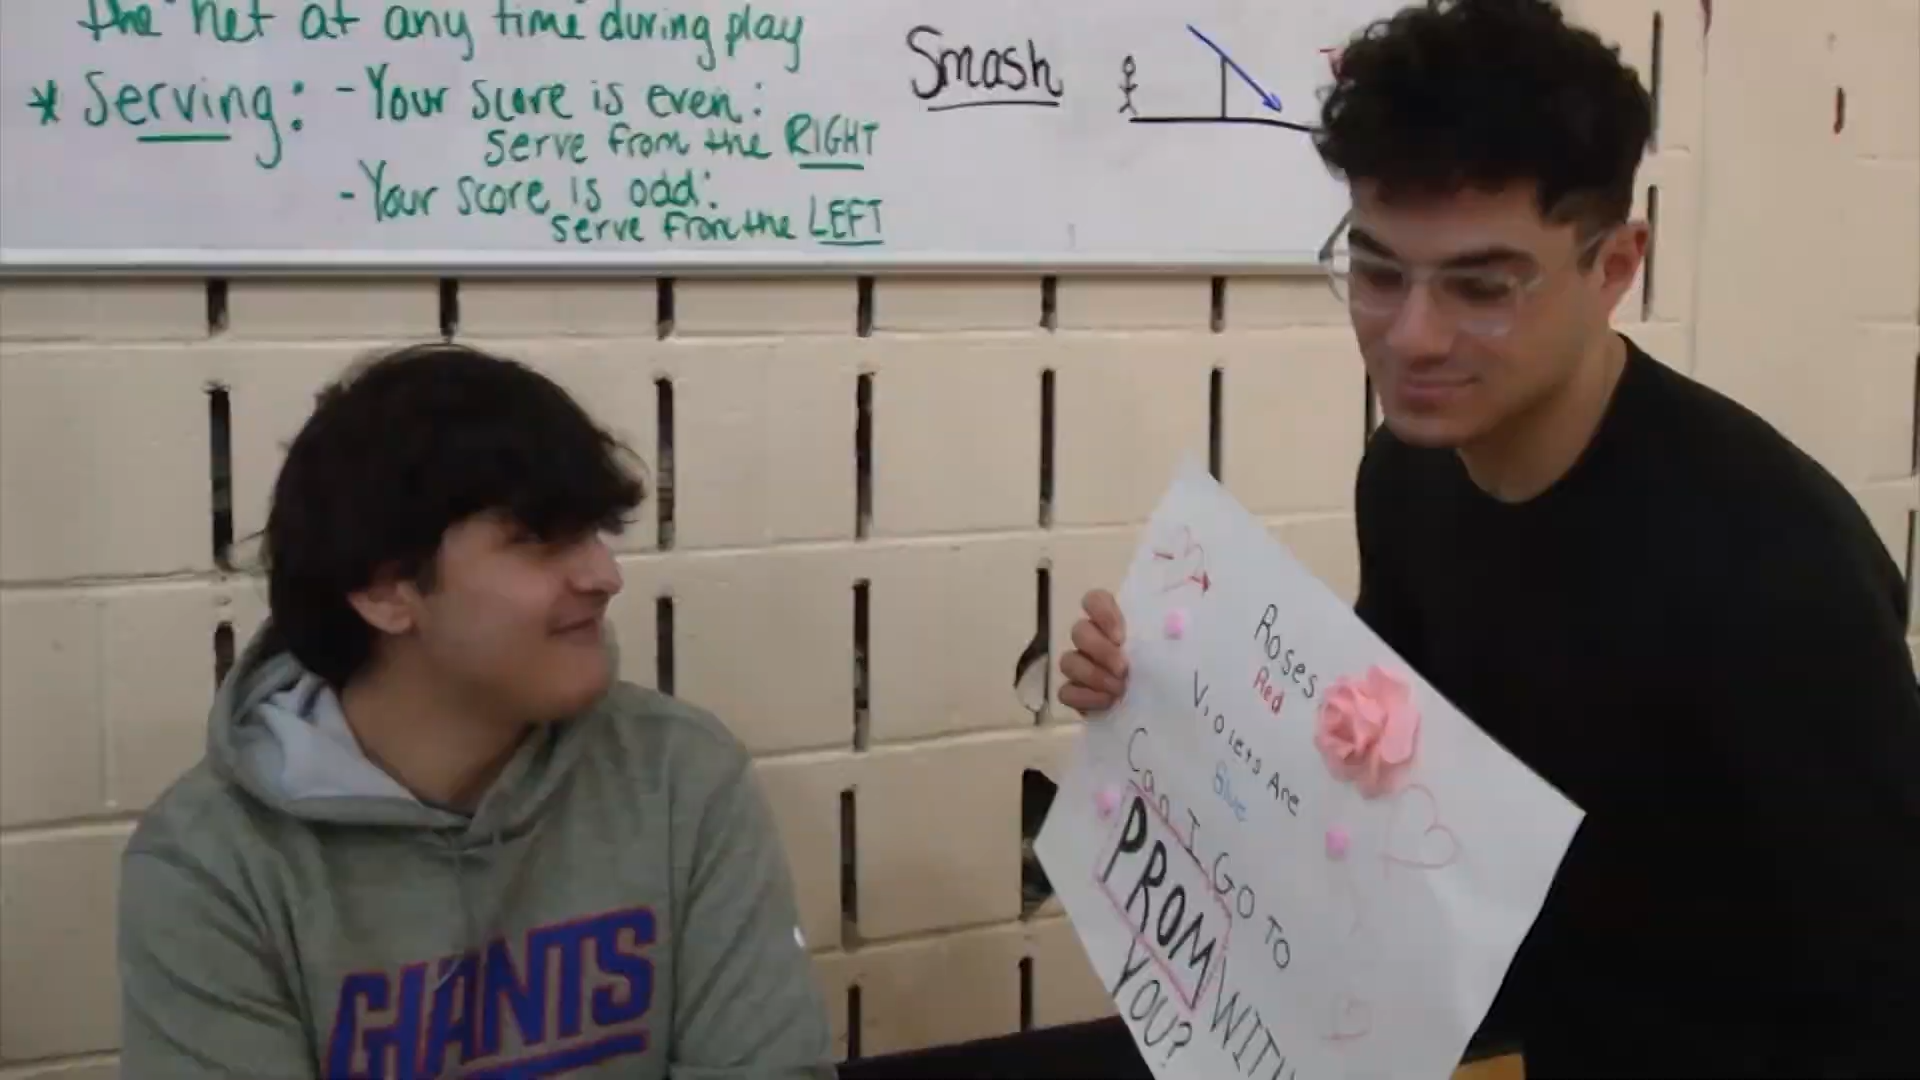 the net at any time during play
* Serving: - Your score is even:
serve from the RIGHT
- Your score is odd:
serve from the LEFT
Smash
Roses
Red
Violets Are
Blue
Can I GO TO
PROM WITH
YOU?
GIANTS